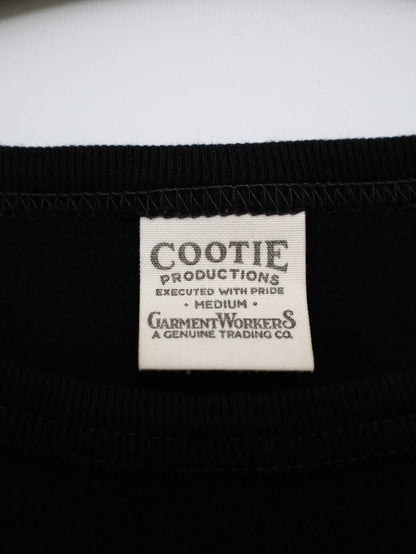 COOTIE
PRODUCTIONS
EXECUTED WITH PRIDE
· MEDIUM ·
GARMENTWORKERS
A GENUINE TRADING CO.